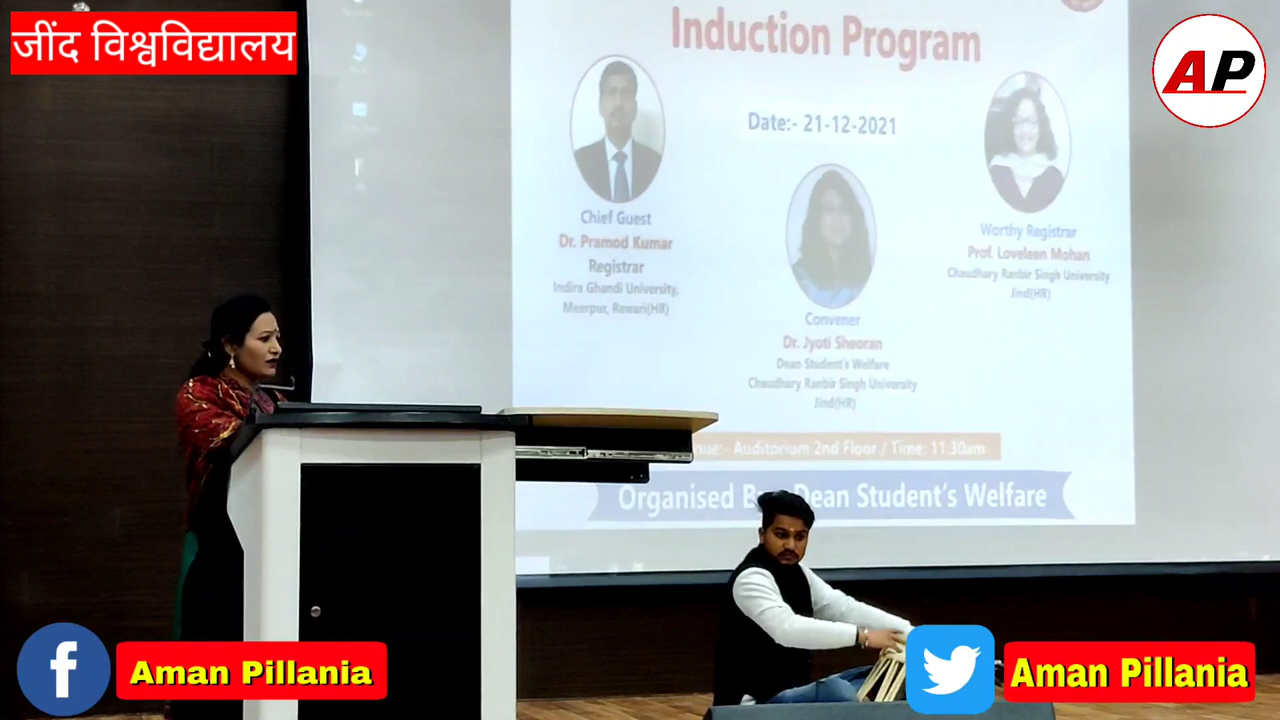 जींद विश्वविद्यालय
AP
Induction Program
Date:- 21-12-2021
Chief Guest
Dr. Pramod Kumar
Registrar
Indira Ghandi University,
Meerpur, Rewari(HR)
Worthy Registrar
Prof. Loveleen Mohan
Chaudhary Ranbir Singh University
Jind(HR)
Convener
Dr. Jyoti Sheoran
Dean Student's Welfare
Chaudhary Ranbir Singh University
Jind(HR)
Auditorium 2nd Floor / Time: 11:30am
Organised Dean Student's Welfare
f
Aman Pillania
Aman Pillania